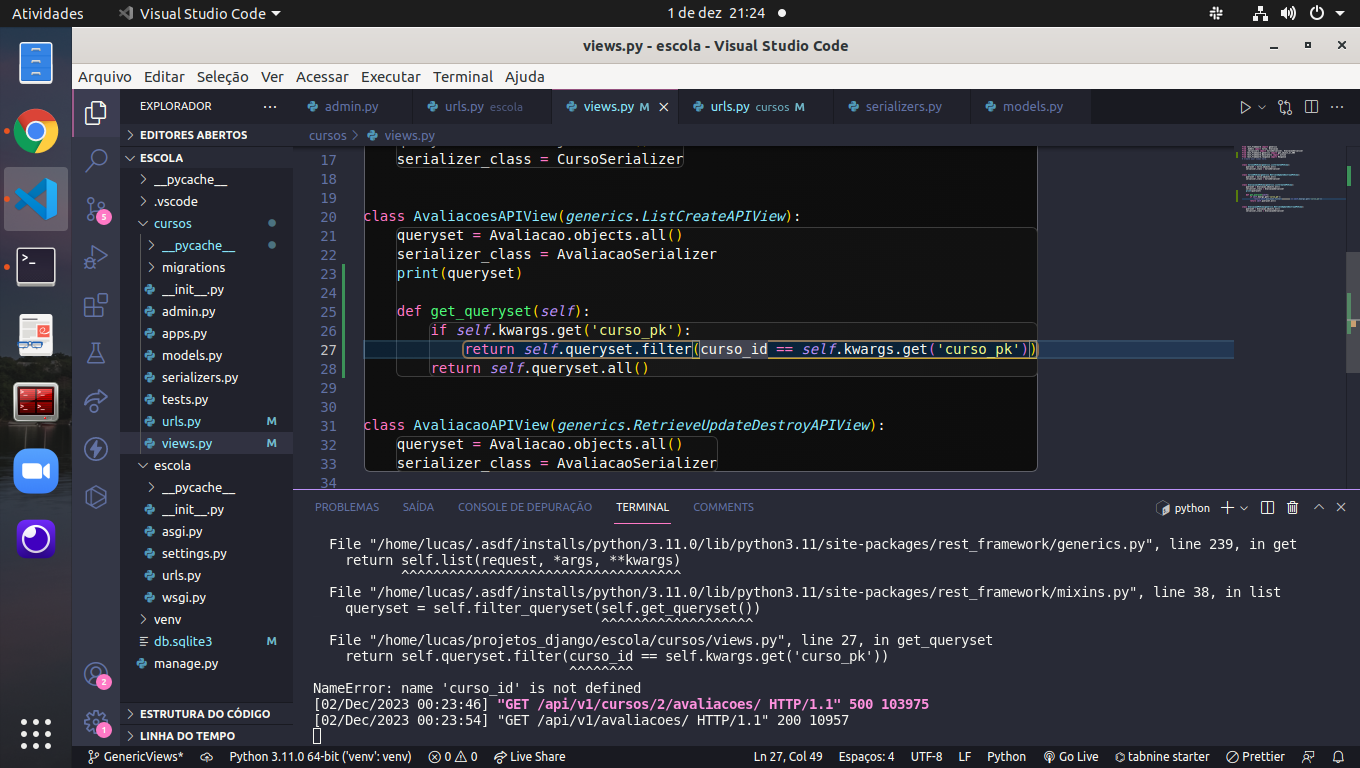 Atividades
Visual Studio Code
1 de dez 21:24
views.py - escola - Visual Studio Code
Arquivo Editar Seleção Ver Acessar Executar Terminal Ajuda
EXPLORADOR
admin.py
urls.py escola
views.py M
urls.py cursos M
serializers.py
models.py
EDITORES ABERTOS
ESCOLA
__pycache__
.vscode
cursos
__pycache__
migrations
__init__.py
admin.py
apps.py
models.py
serializers.py
tests.py
urls.py M
views.py M
escola
__pycache__
__init__.py
asgi.py
settings.py
urls.py
wsgi.py
venv
db.sqlite3 M
manage.py
ESTRUTURA DO CÓDIGO
LINHA DO TEMPO
5
2
1
cursos > views.py
17 serializer_class = CursoSerializer
18
19
20 class AvaliacoesAPIView(generics.ListCreateAPIView):
21 queryset = Avaliacao.objects.all()
22 serializer_class = AvaliacaoSerializer
23 print(queryset)
24
25 def get_queryset(self):
26 if self.kwargs.get('curso_pk'):
27 return self.queryset.filter(curso_id == self.kwargs.get('curso_pk'))
28 return self.queryset.all()
29
30
31 class AvaliacaoAPIView(generics.RetrieveUpdateDestroyAPIView):
32 queryset = Avaliacao.objects.all()
33 serializer_class = AvaliacaoSerializer
34
PROBLEMAS SAÍDA CONSOLE DE DEPURAÇÃO TERMINAL COMMENTS
python
File "/home/lucas/.asdf/installs/python/3.11.0/lib/python3.11/site-packages/rest_framework/generics.py", line 239, in get
return self.list(request, *args, **kwargs)
^^^^^^^^^^^^^^^^^^^^^^^^^^^^^^^^^^^
File "/home/lucas/.asdf/installs/python/3.11.0/lib/python3.11/site-packages/rest_framework/mixins.py", line 38, in list
queryset = self.filter_queryset(self.get_queryset())
^^^^^^^^^^^^^^^^^^^
File "/home/lucas/projetos_django/escola/cursos/views.py", line 27, in get_queryset
return self.queryset.filter(curso_id == self.kwargs.get('curso_pk'))
^^^^^^^^
NameError: name 'curso_id' is not defined
[02/Dec/2023 00:23:46] "GET /api/v1/cursos/2/avaliacoes/ HTTP/1.1" 500 103975
[02/Dec/2023 00:23:54] "GET /api/v1/avaliacoes/ HTTP/1.1" 200 10957
GenericViews* Python 3.11.0 64-bit ('venv': venv) 0 0 Live Share Ln 27, Col 49 Espaços: 4 UTF-8 LF Python Go Live tabnine starter Prettier